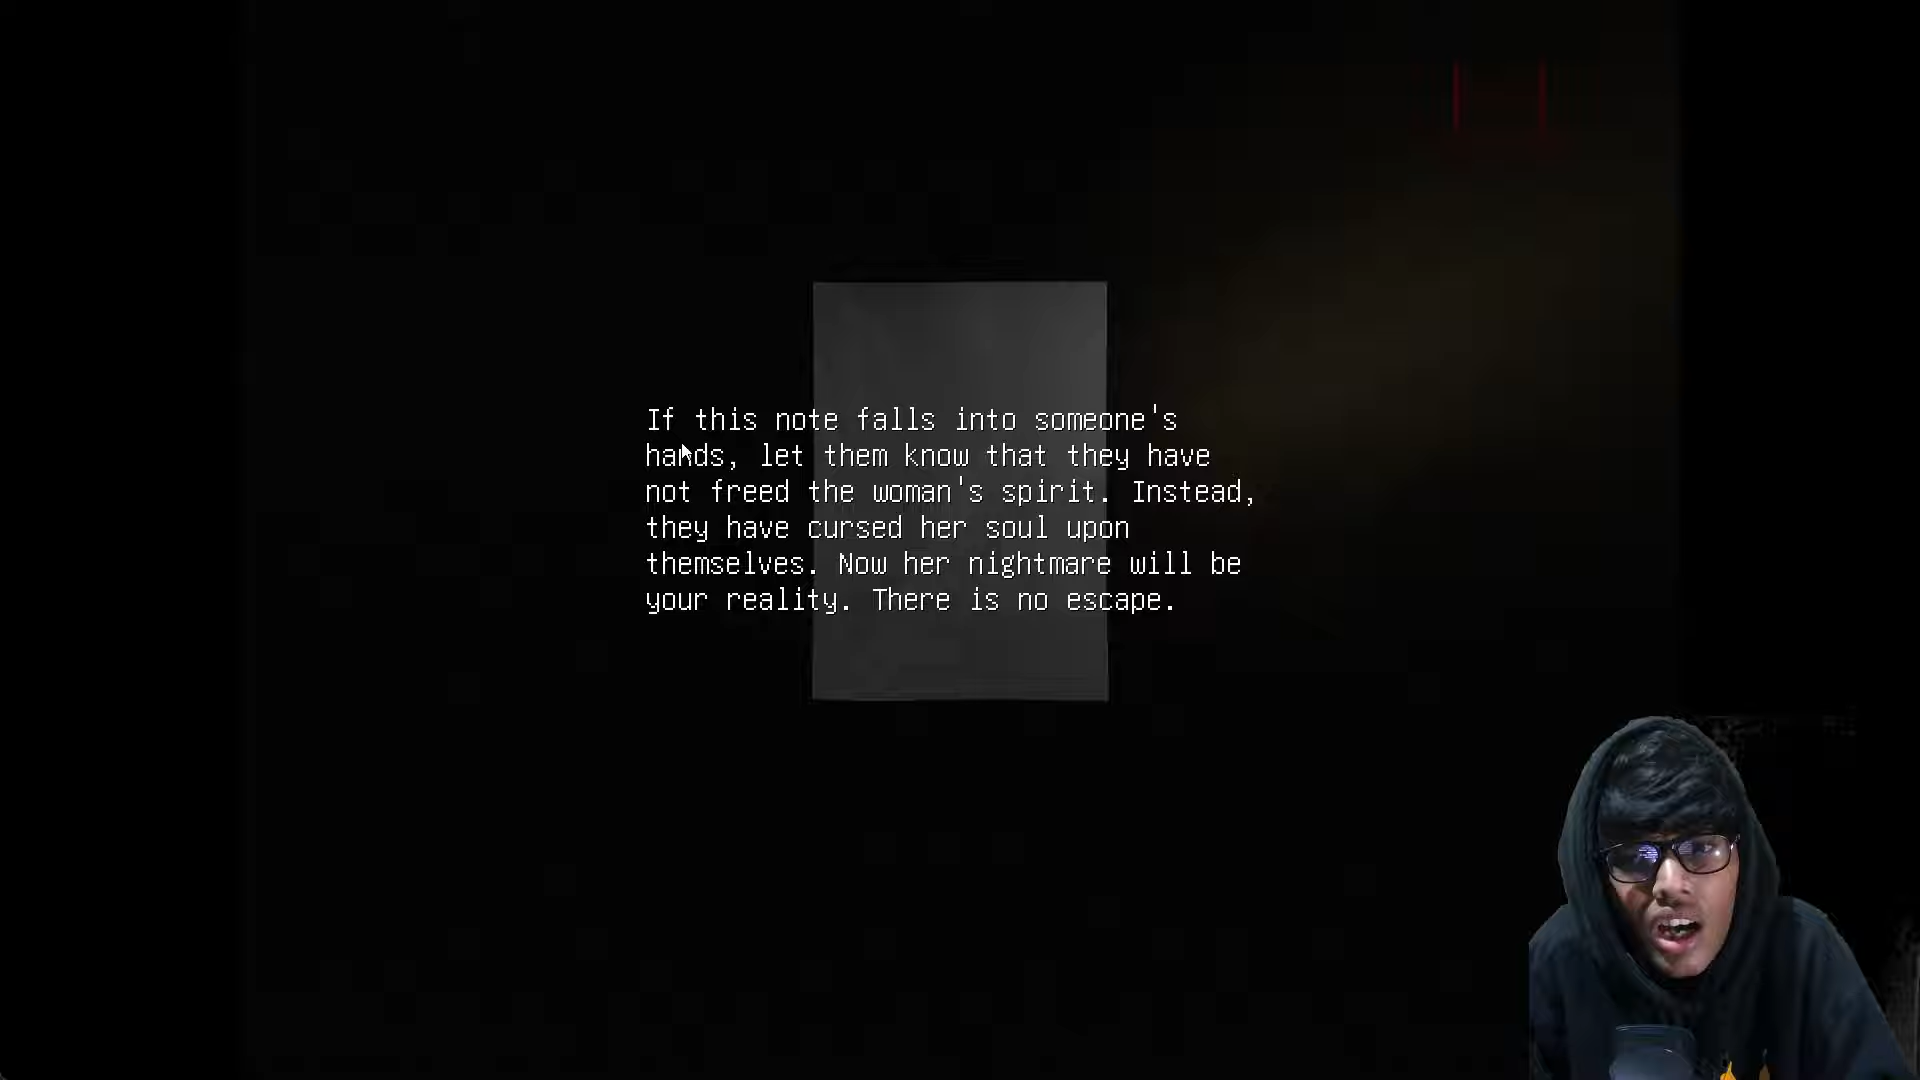 If this note falls into someone's
hands, let them know that they have
not freed the woman's spirit. Instead,
they have cursed her soul upon
themselves. Now her nightmare will be
your reality. There is no escape.